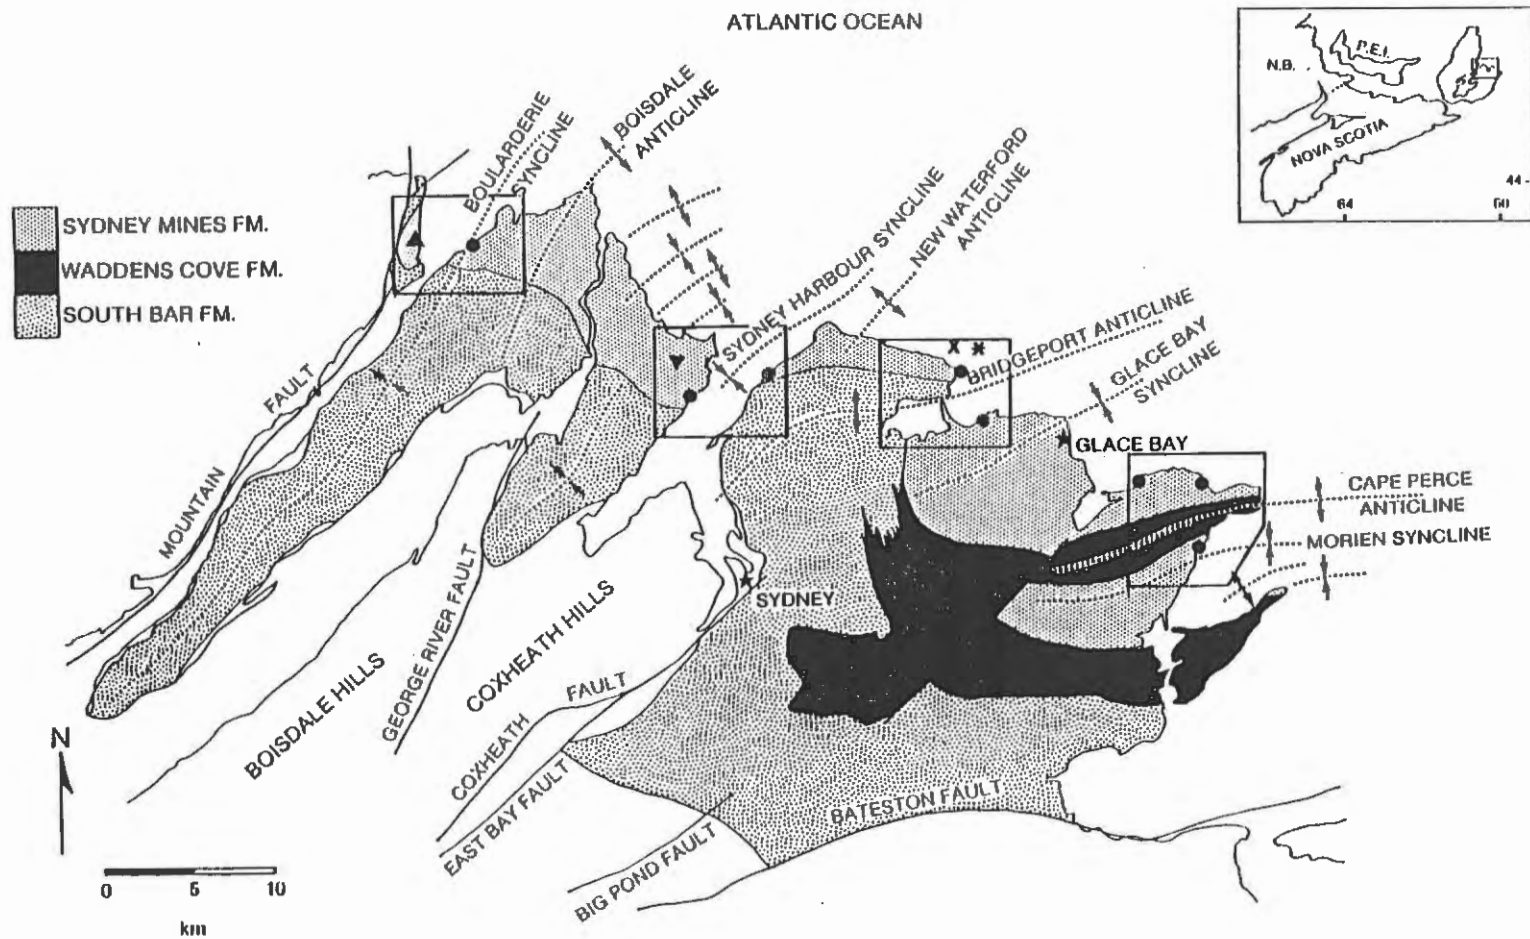 ATLANTIC OCEAN
P.E.I.
N.B.
NOVA SCOTIA
44
64
60
BOULARDERIE
SYNCLINE
BOISDALE
ANTICLINE
SYDNEY MINES FM.
WADDENS COVE FM.
SOUTH BAR FM.
SYDNEY HARBOUR SYNCLINE
NEW WATERFORD
ANTICLINE
BRIDGEPORT ANTICLINE
GLACE BAY
SYNCLINE
X *
GLACE BAY
CAPE PERCE
ANTICLINE
MORIEN SYNCLINE
MOUNTAIN
FAULT
SYDNEY
BOISDALE HILLS
GEORGE RIVER FAULT
COXHEATH HILLS
COXHEATH
FAULT
EAST BAY FAULT
BIG POND FAULT
BATESTON FAULT
N
0 5 10
km